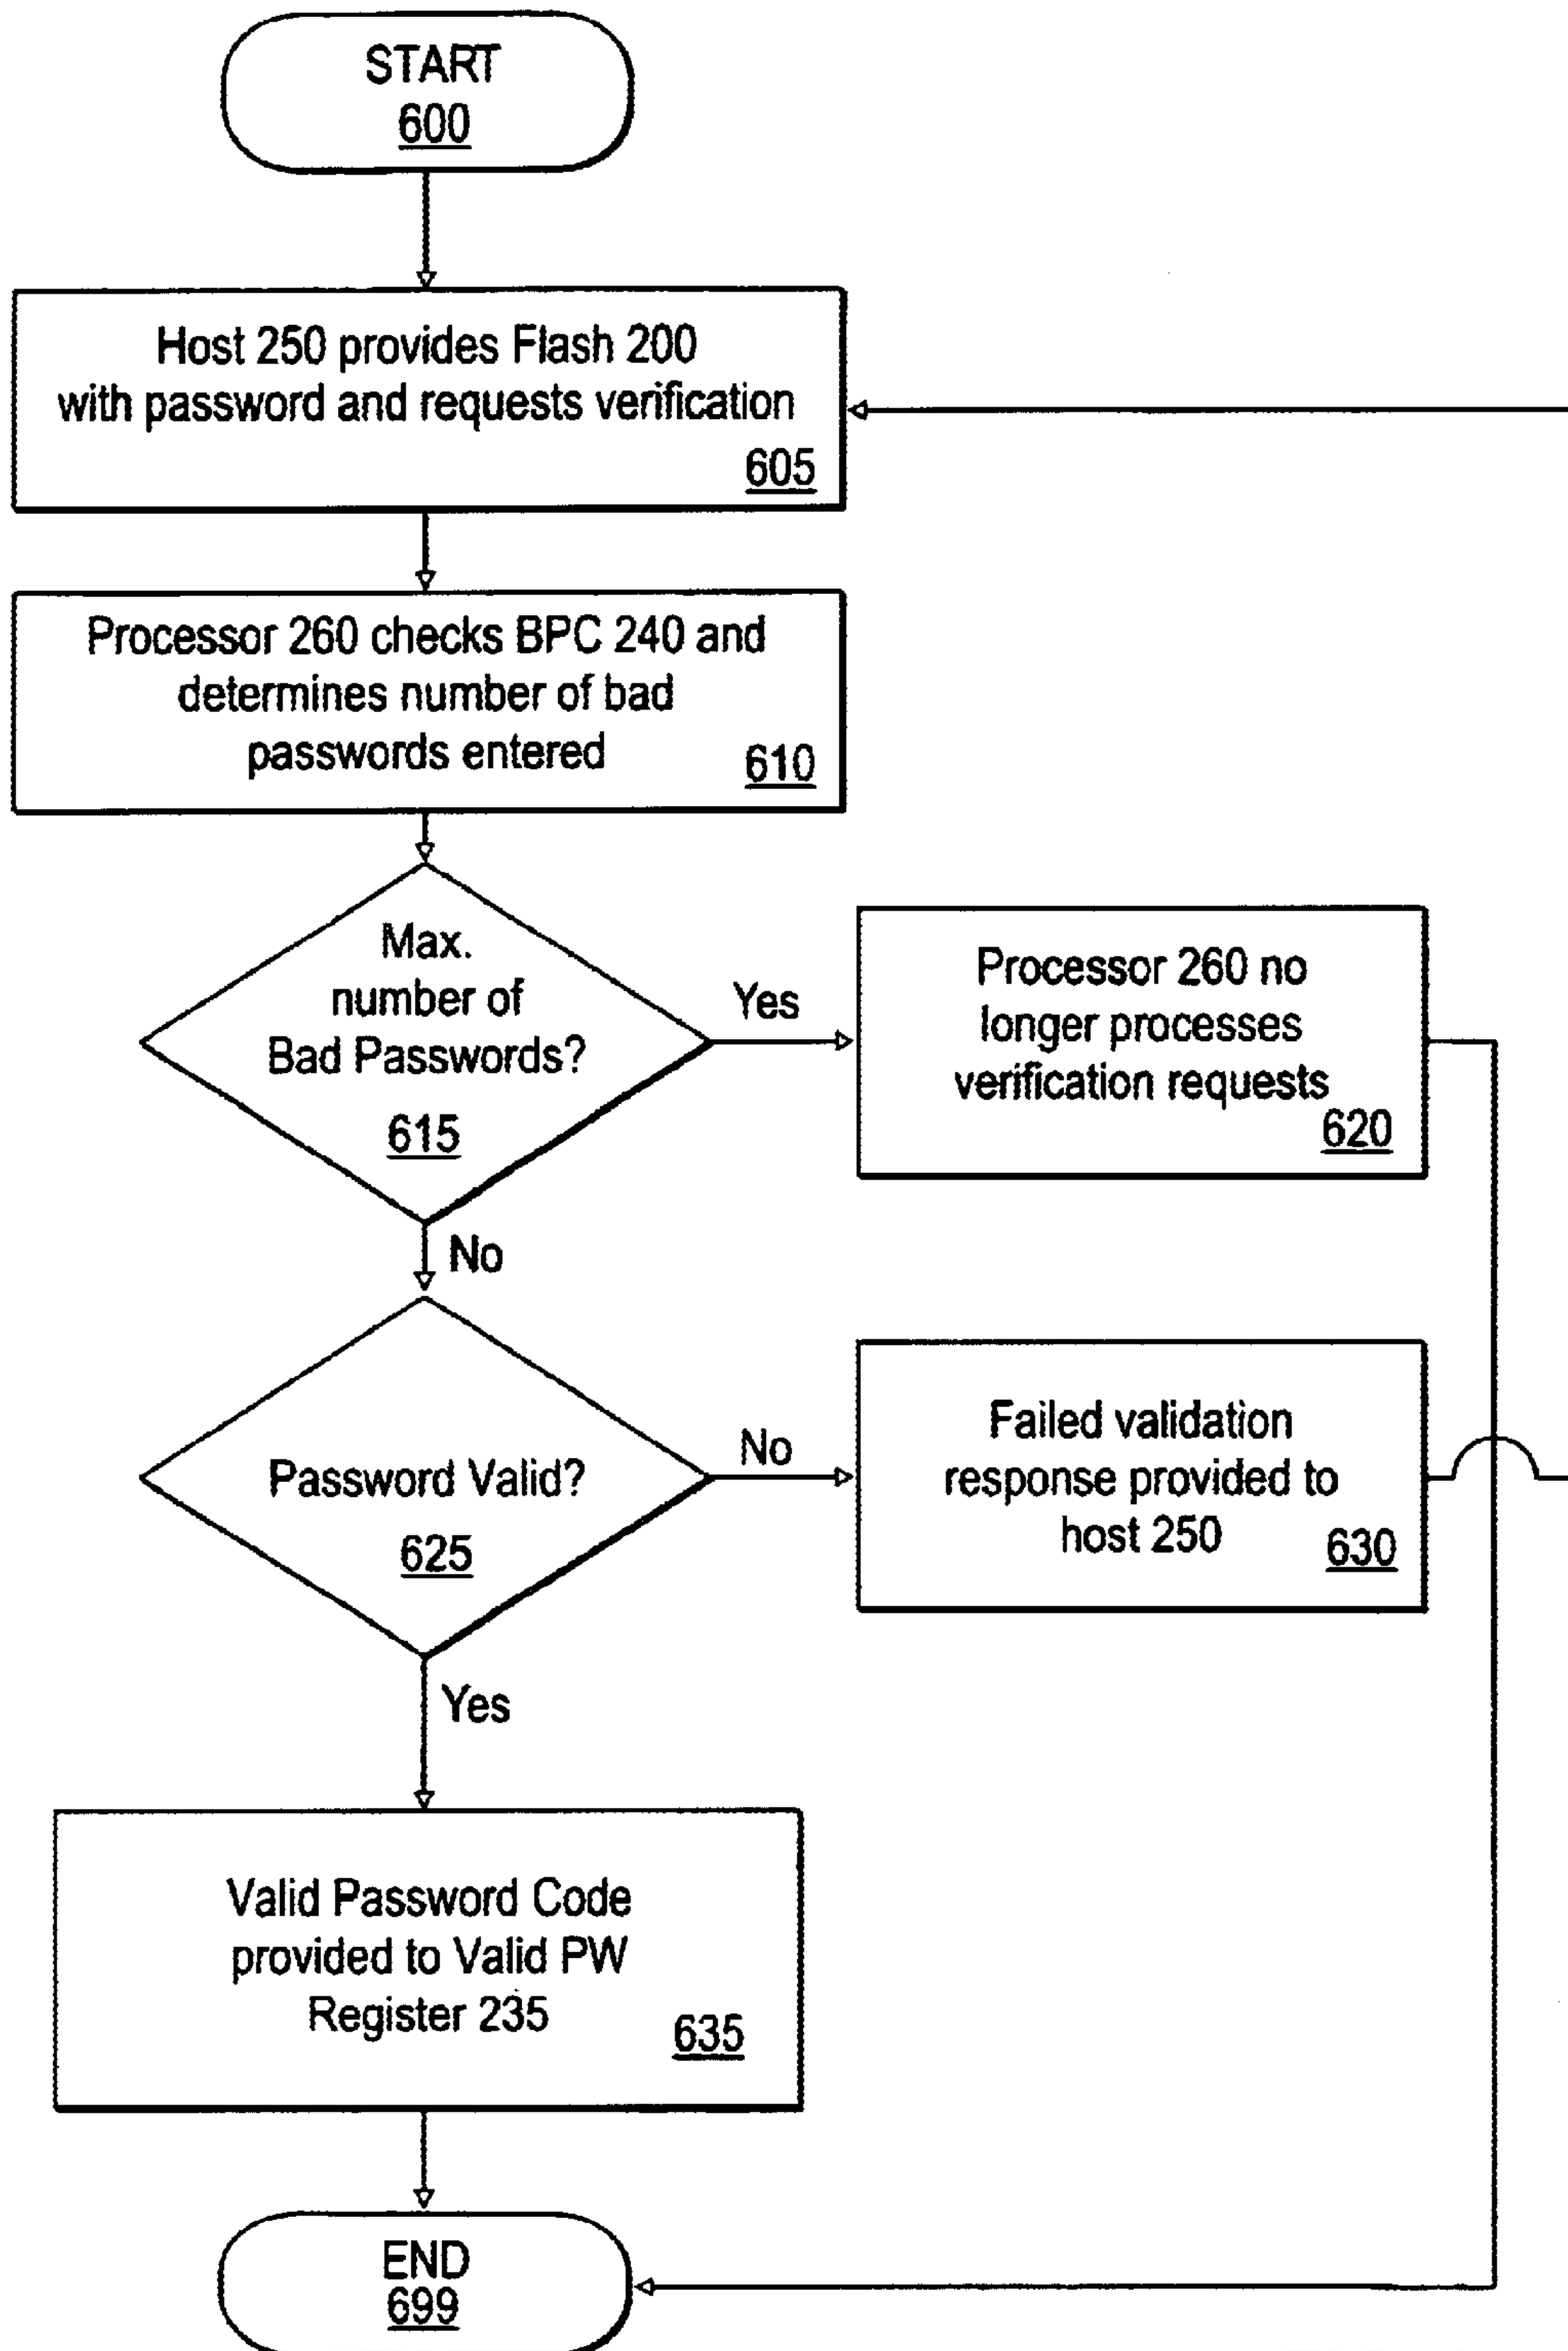 START
600
Host 250 provides Flash 200
with password and requests verification
605
Processor 260 checks BPC 240 and
determines number of bad
passwords entered
610
Max.
number of
Bad Passwords?
615
Yes
Processor 260 no
longer processes
verification requests
620
No
Password Valid?
625
No
Failed validation
response provided to
host 250
630
Yes
Valid Password Code
provided to Valid PW
Register 235
635
END
699